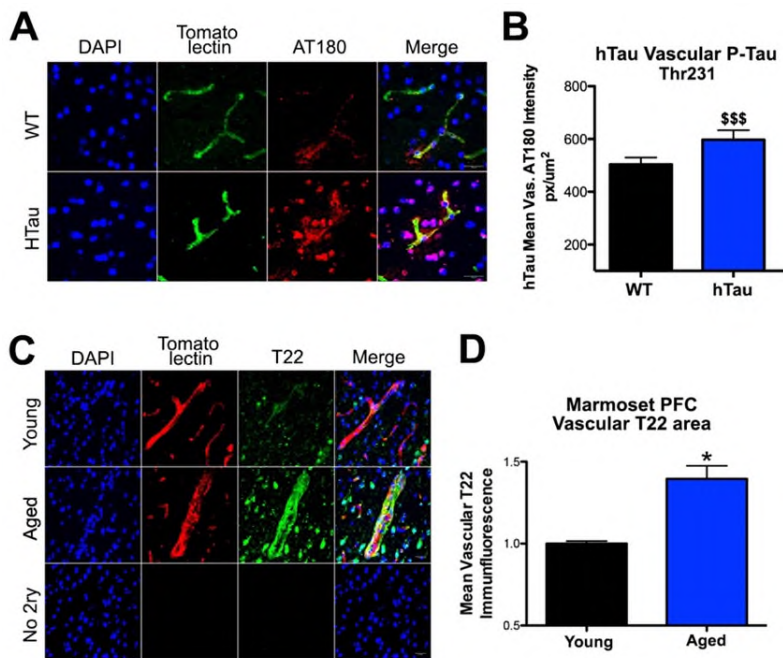 A
DAPI
Tomato
lectin
AT180
Merge
WT
HTau
B
hTau Vascular P-Tau
Thr231
hTau Mean Vas. AT180 Intensity
px/um²
800
600
400
200
$$$
WT
hTau
C
DAPI
Tomato
lectin
T22
Merge
Young
Aged
No 2ry
D
Marmoset PFC
Vascular T22 area
Mean Vascular T22
Immunfluorescence
1.5
1.0
0.5
*
Young
Aged